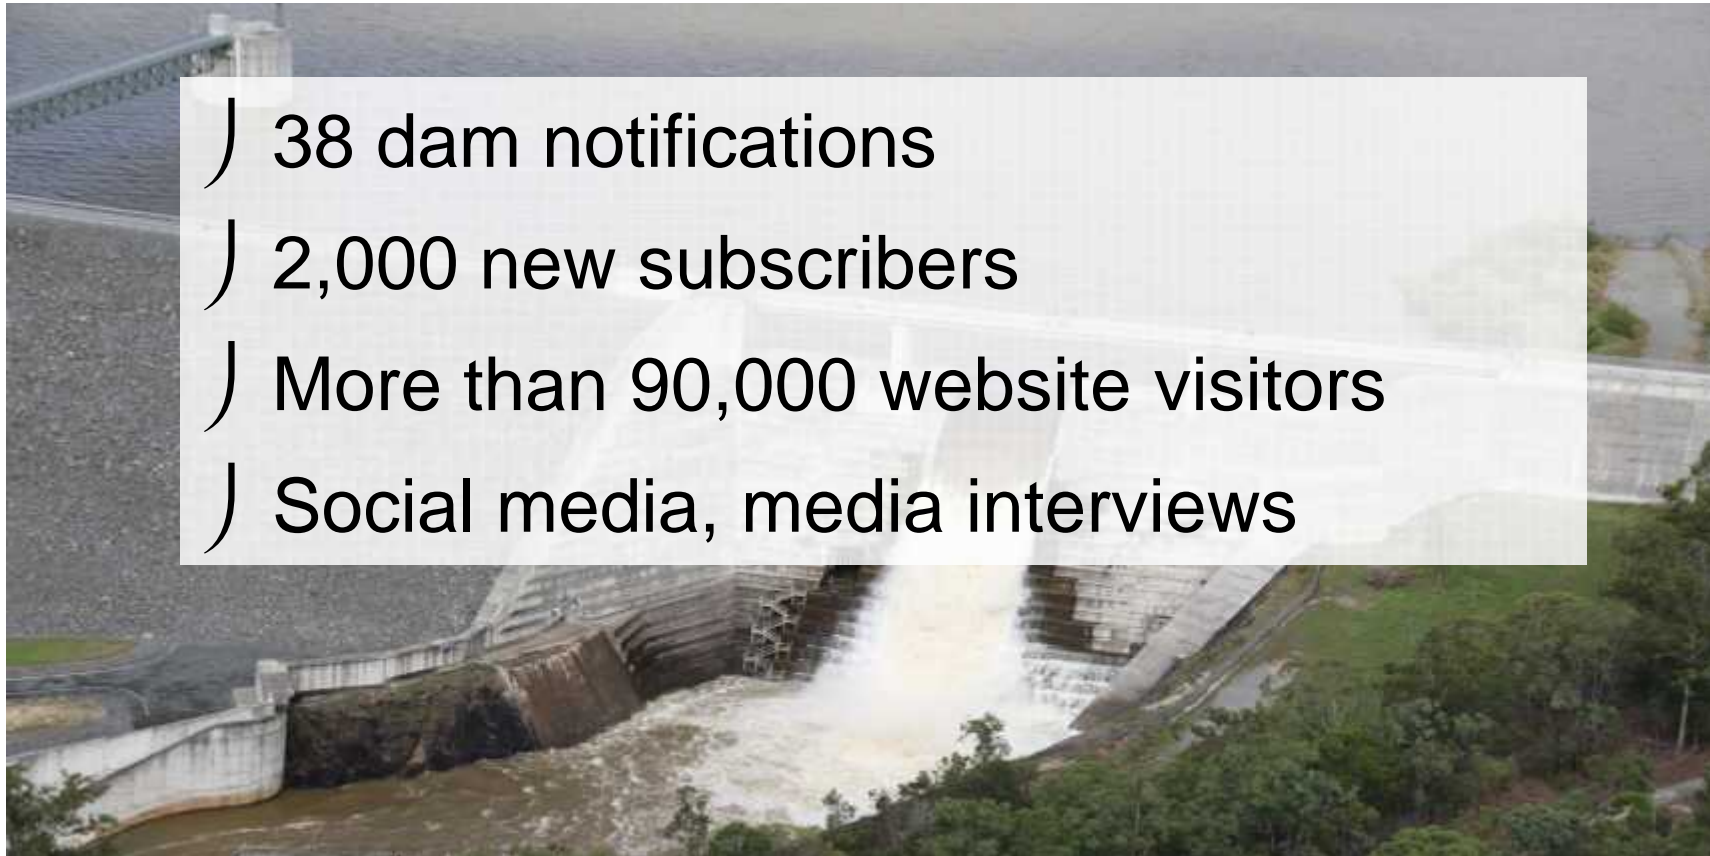 ⌡ 38 dam notifications
⌡ 2,000 new subscribers
⌡ More than 90,000 website visitors
⌡ Social media, media interviews